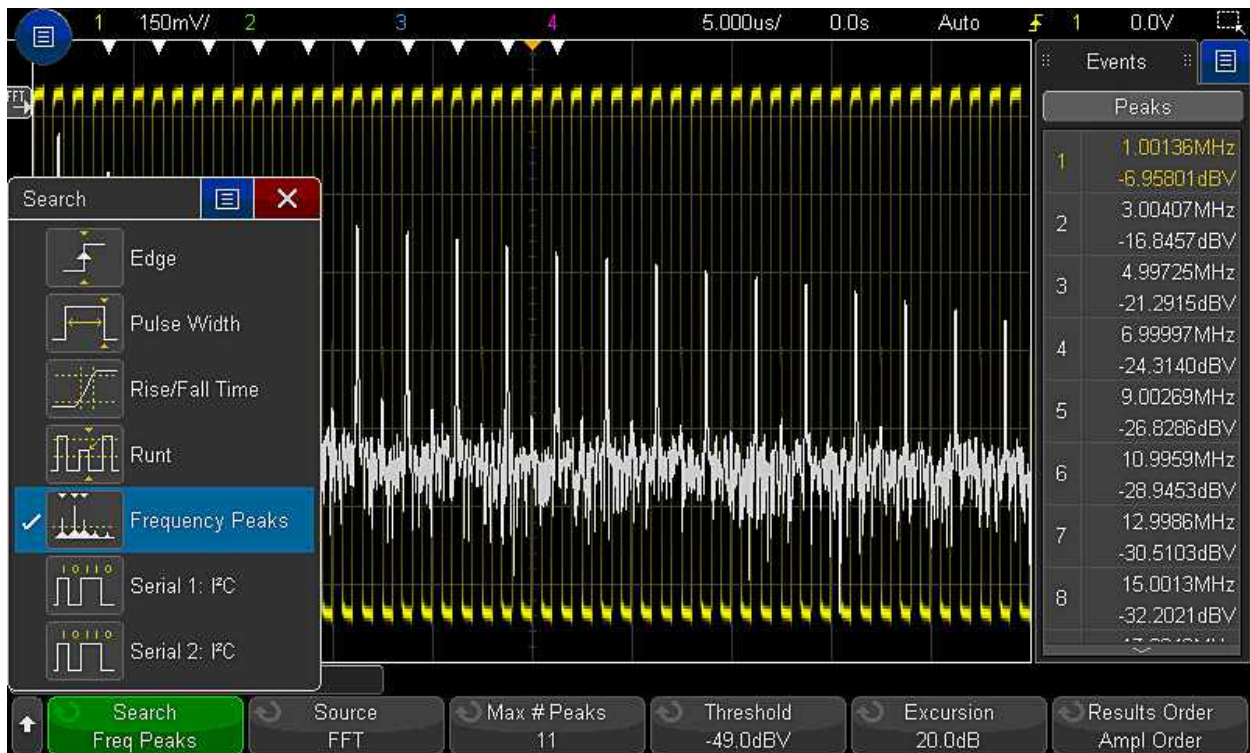 1 150mV/ 2 3 4 5.000us/ 0.0s Auto 1 0.0V
Events
Peaks
FFT
1 1.00136MHz
-6.95801dBV
2 3.00407MHz
-16.8457dBV
3 4.99725MHz
-21.2915dBV
4 6.99997MHz
-24.3140dBV
5 9.00269MHz
-26.8286dBV
6 10.9959MHz
-28.9453dBV
7 12.9986MHz
-30.5103dBV
8 15.0013MHz
-32.2021dBV
Search
Edge
Pulse Width
Rise/Fall Time
Runt
Frequency Peaks
10110
Serial 1: I²C
10110
Serial 2: I²C
Search
Freq Peaks
Source
FFT
Max # Peaks
11
Threshold
-49.0dBV
Excursion
20.0dB
Results Order
Ampl Order